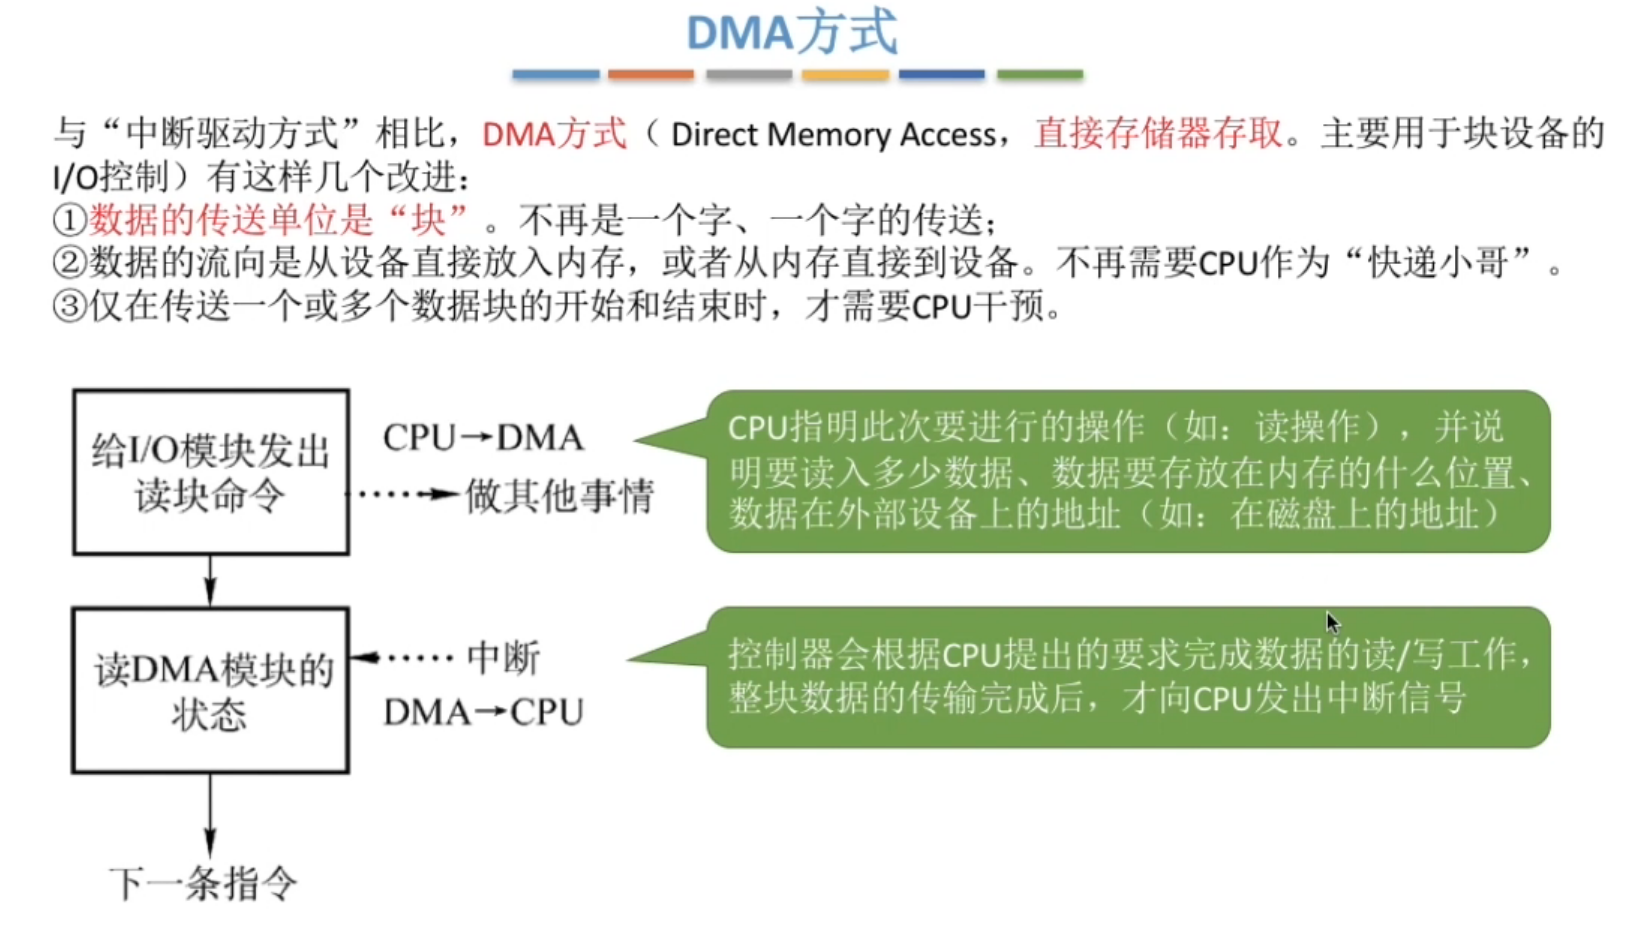 DMA方式
与“中断驱动方式”相比，DMA方式（ Direct Memory Access，直接存储器存取。主要用于块设备的
I/O控制）有这样几个改进：
①数据的传送单位是“块”。不再是一个字、一个字的传送；
②数据的流向是从设备直接放入内存，或者从内存直接到设备。不再需要CPU作为“快递小哥”。
③仅在传送一个或多个数据块的开始和结束时，才需要CPU干预。
给I/O模块发出
读块命令
CPU→DMA
做其他事情
CPU指明此次要进行的操作（如：读操作），并说
明要读入多少数据、数据要存放在内存的什么位置、
数据在外部设备上的地址（如：在磁盘上的地址）
读DMA模块的
状态
中断
DMA→CPU
控制器会根据CPU提出的要求完成数据的读/写工作，
整块数据的传输完成后，才向CPU发出中断信号
下一条指令